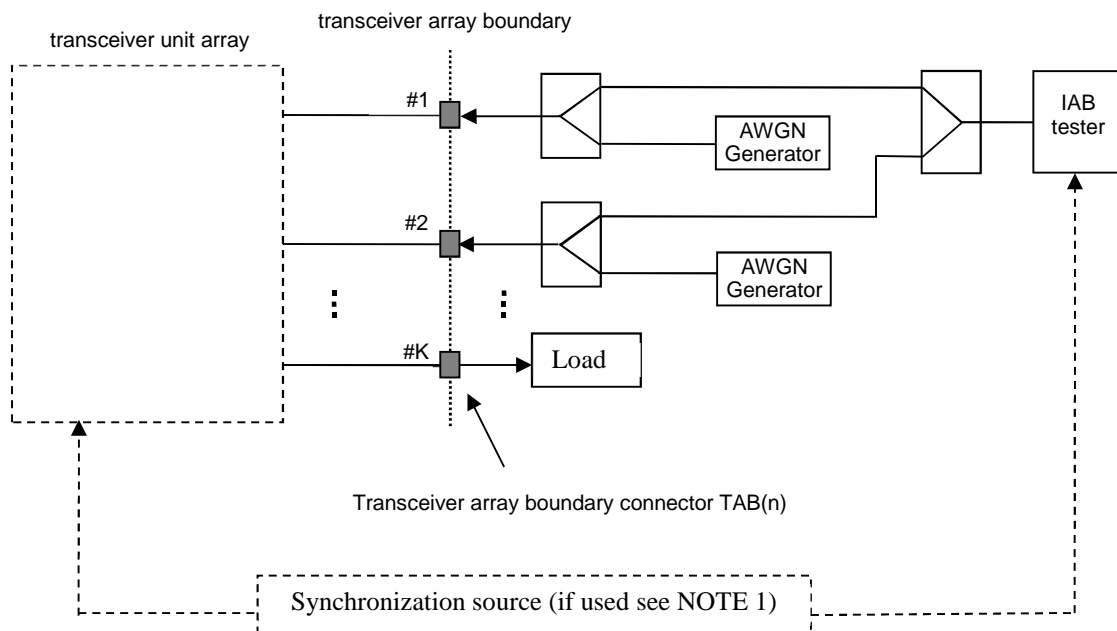 transceiver array boundary
transceiver unit array
#1
IAB
tester
AWGN
Generator
#2
AWGN
Generator
#K
Load
Transceiver array boundary connector TAB(n)
Synchronization source (if used see NOTE 1)